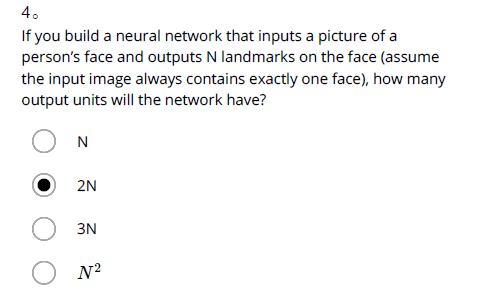 4。
If you build a neural network that inputs a picture of a
person's face and outputs N landmarks on the face (assume
the input image always contains exactly one face), how many
output units will the network have?
N
2N
3N
N²